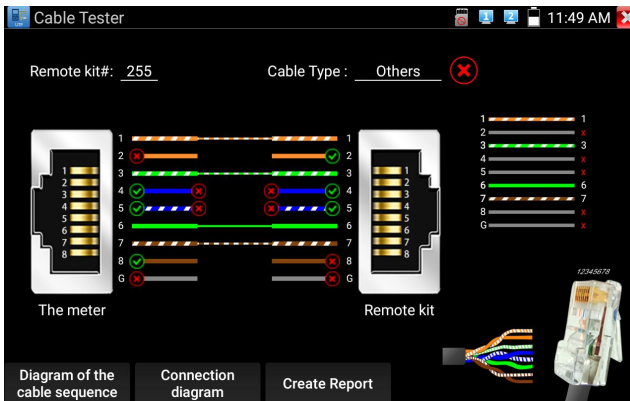 UTP
Cable Tester
1
2
11:49 AM
Remote kit#: 255
Cable Type : Others
1 1
2 2
3 3
4 4
5 5
6 6
7 7
8 8
G G
1
2
3
4
5
6
7
8
1
2
3
4
5
6
7
8
1 1
2 x
3 3
4 x
5 x
6 6
7 7
8 x
G x
The meter
Remote kit
12345678
Diagram of the
cable sequence
Connection
diagram
Create Report